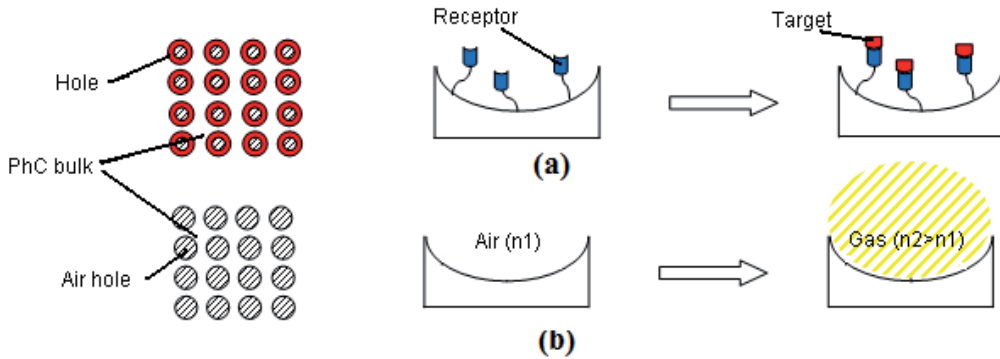 Receptor
Target
Hole
(a)
PhC bulk
Air (n1)
Gas (n2>n1)
Air hole
(b)